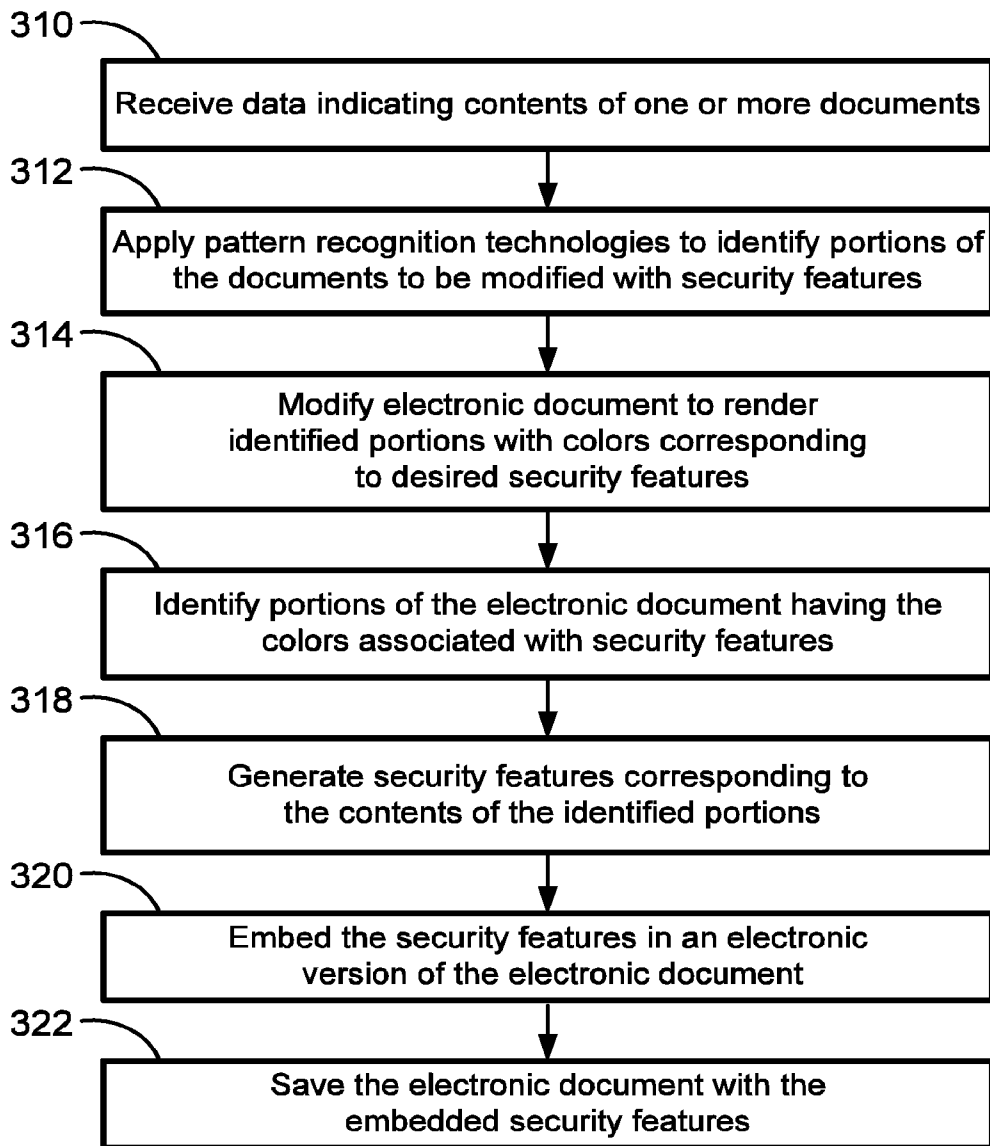 310
Receive data indicating contents of one or more documents
312
Apply pattern recognition technologies to identify portions of
the documents to be modified with security features
314
Modify electronic document to render
identified portions with colors corresponding
to desired security features
316
Identify portions of the electronic document having the
colors associated with security features
318
Generate security features corresponding to
the contents of the identified portions
320
Embed the security features in an electronic
version of the electronic document
322
Save the electronic document with the
embedded security features